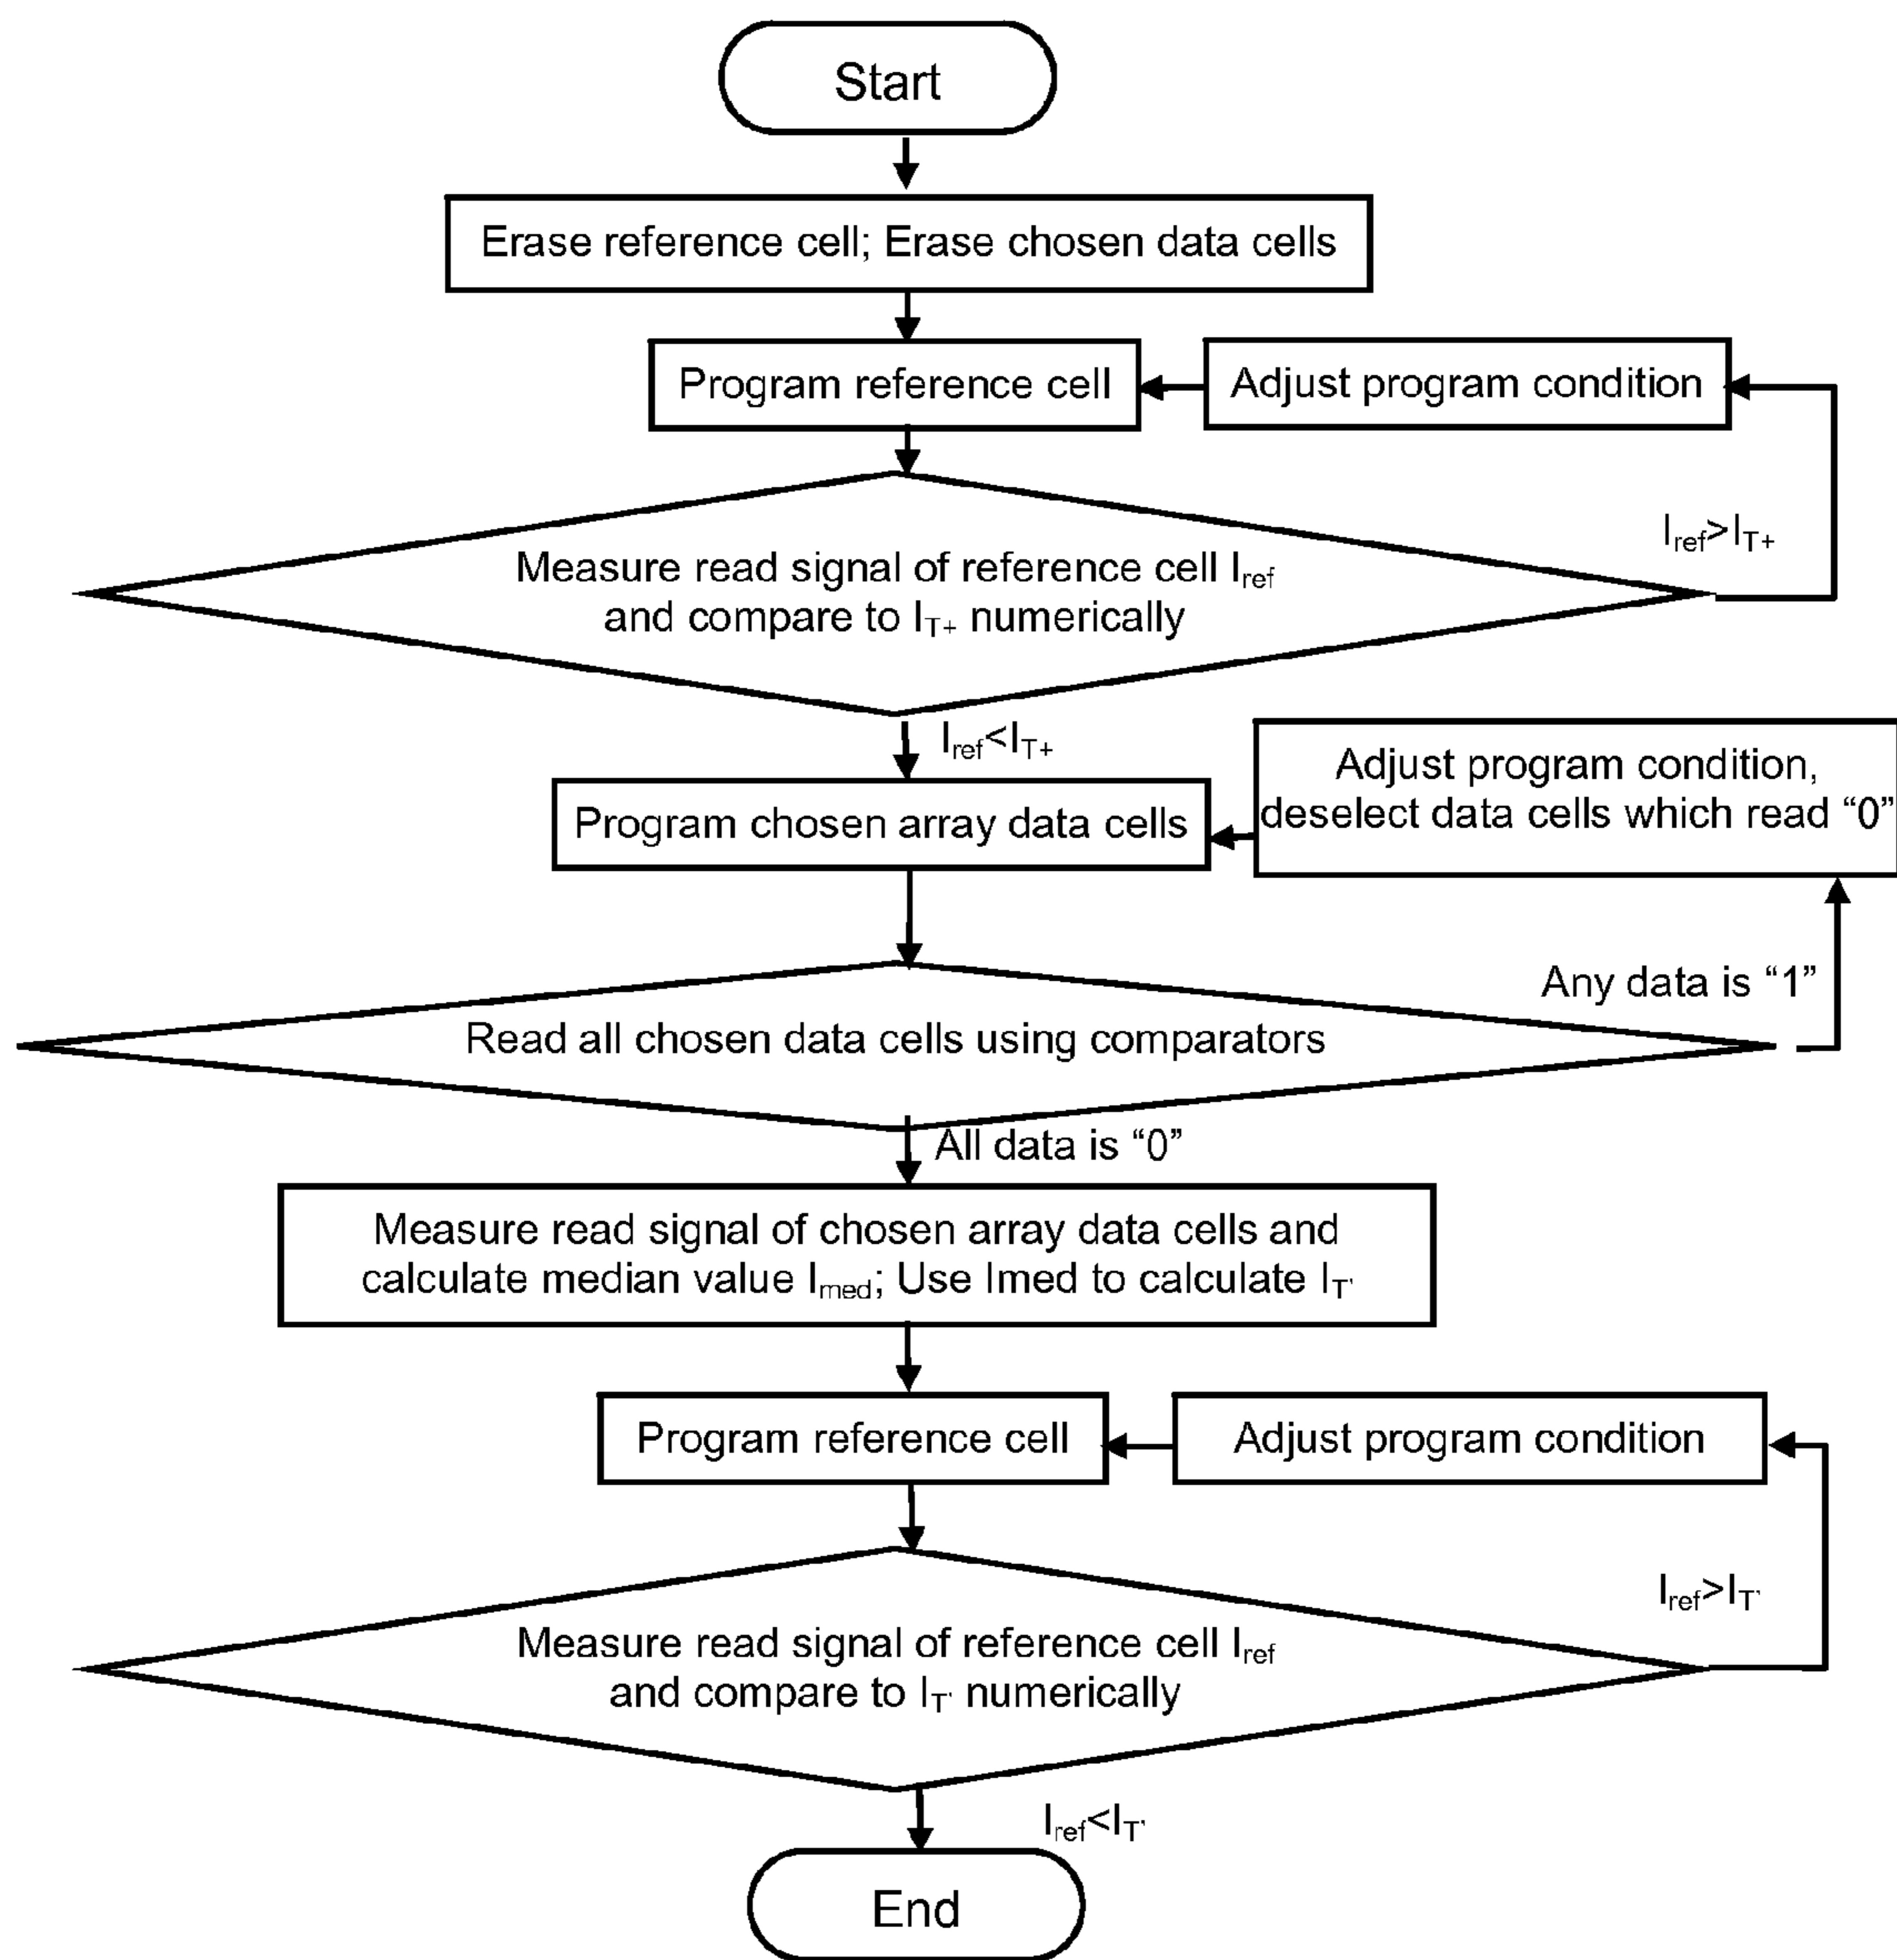 Start
Erase reference cell; Erase chosen data cells
Program reference cell
Adjust program condition
Iref>IT+
Measure read signal of reference cell Iref
and compare to IT+ numerically
Iref<IT+
Adjust program condition,
deselect data cells which read “0”
Program chosen array data cells
Any data is “1”
Read all chosen data cells using comparators
All data is “0”
Measure read signal of chosen array data cells and
calculate median value Imed; Use Imed to calculate IT'
Program reference cell
Adjust program condition
Iref>IT'
Measure read signal of reference cell Iref
and compare to IT' numerically
Iref<IT'
End